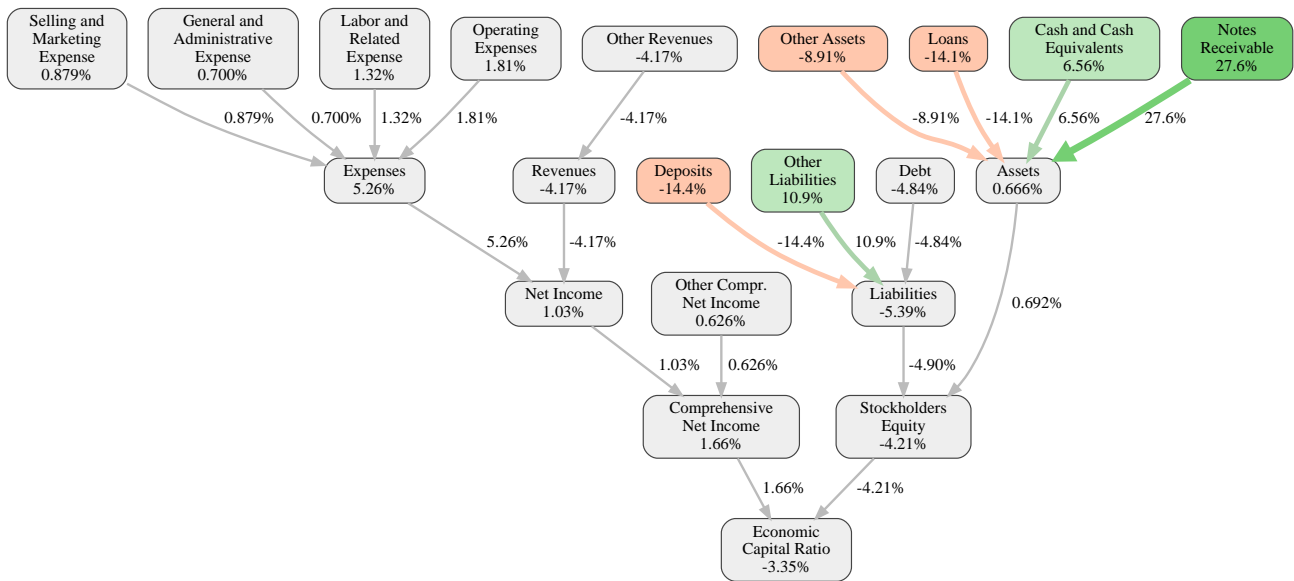 Selling and
Marketing
Expense
0.879%
General and
Administrative
Expense
0.700%
Labor and
Related
Expense
1.32%
Operating
Expenses
1.81%
Other Revenues
-4.17%
Other Assets
-8.91%
Loans
-14.1%
Cash and Cash
Equivalents
6.56%
Notes
Receivable
27.6%
0.879%
0.700%
1.32%
1.81%
-4.17%
-8.91%
-14.1%
6.56%
27.6%
Expenses
5.26%
Revenues
-4.17%
Deposits
-14.4%
Other
Liabilities
10.9%
Debt
-4.84%
Assets
0.666%
5.26%
-4.17%
-14.4%
10.9%
-4.84%
Net Income
1.03%
Other Compr.
Net Income
0.626%
Liabilities
-5.39%
0.692%
1.03%
0.626%
-4.90%
Comprehensive
Net Income
1.66%
Stockholders
Equity
-4.21%
1.66%
-4.21%
Economic
Capital Ratio
-3.35%